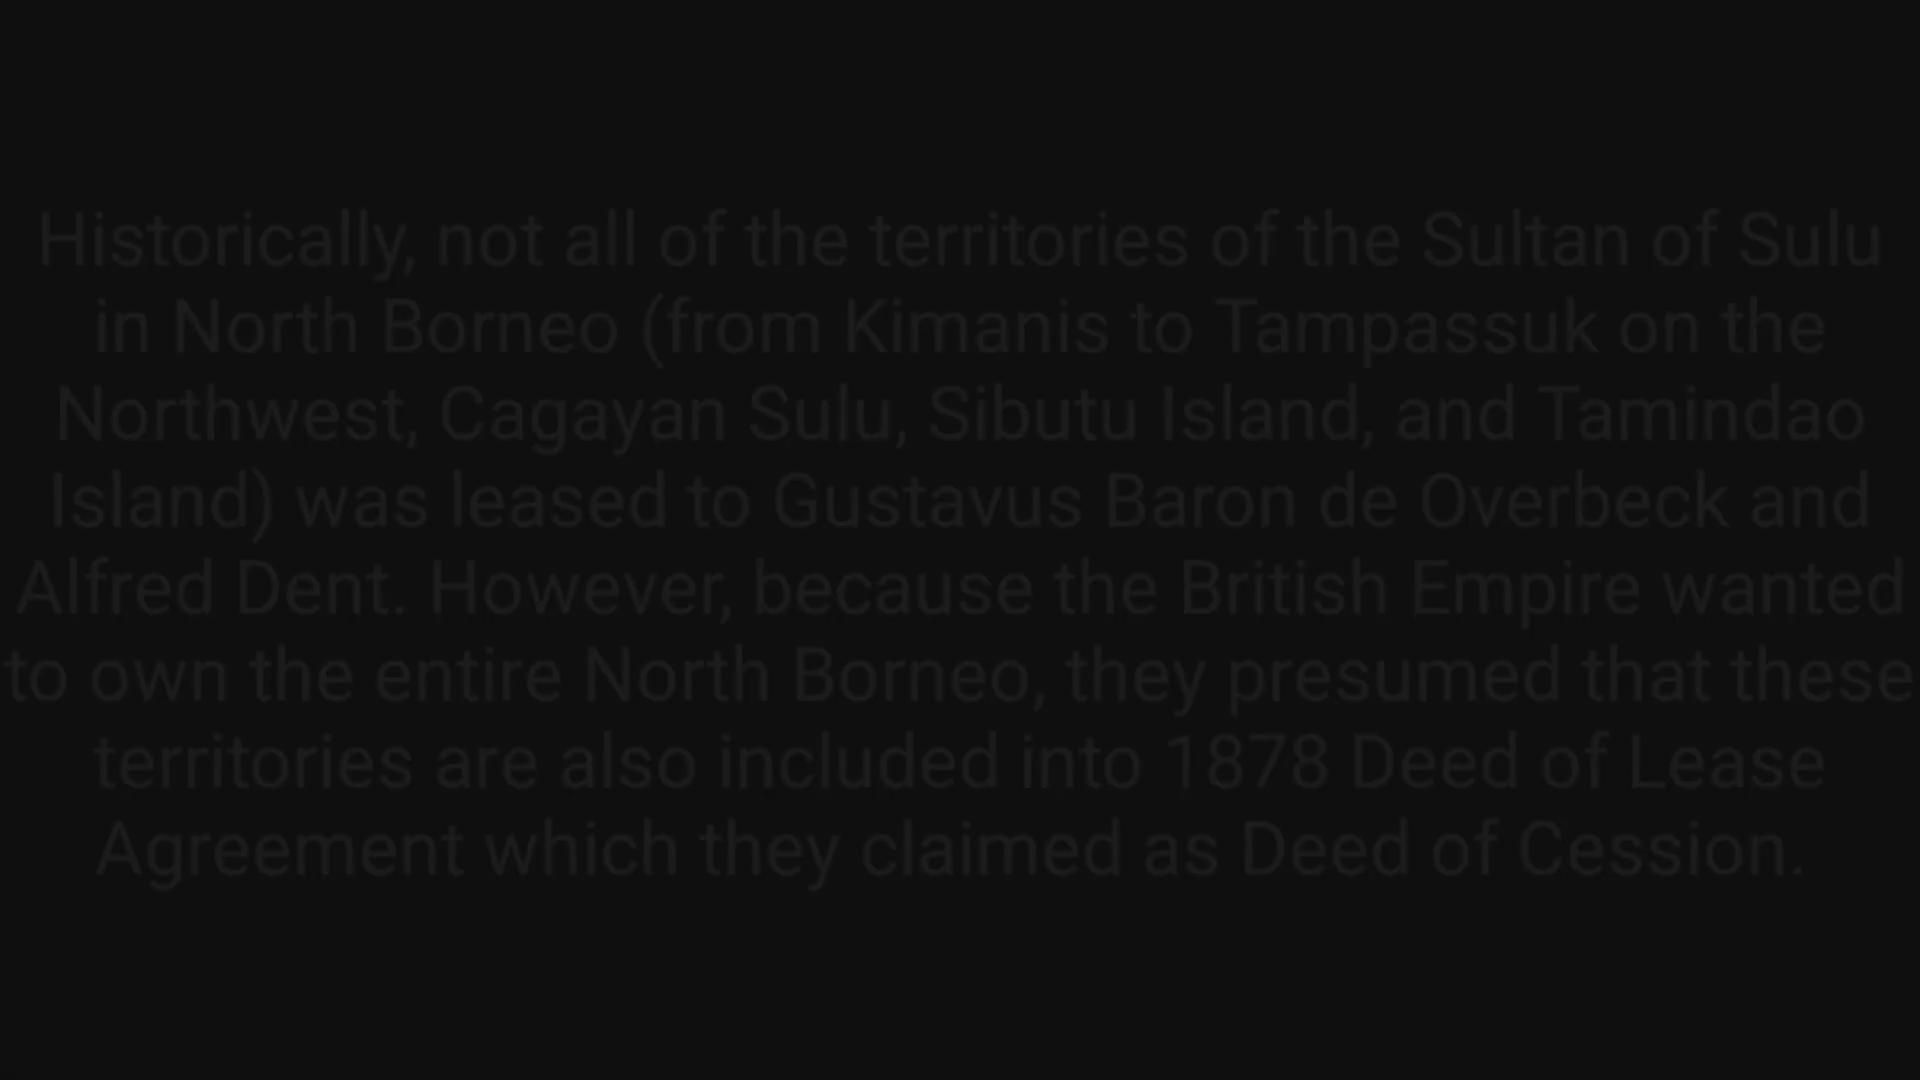 Historically, not all of the territories of the Sultan of Sulu
in North Borneo (from Kimanis to Tampassuk on the
Northwest, Cagayan Sulu, Sibutu Island, and Tamindao
Island) was leased to Gustavus Baron de Overbeck and
Alfred Dent. However, because the British Empire wanted
to own the entire North Borneo, they presumed that these
territories are also included into 1878 Deed of Lease
Agreement which they claimed as Deed of Cession.